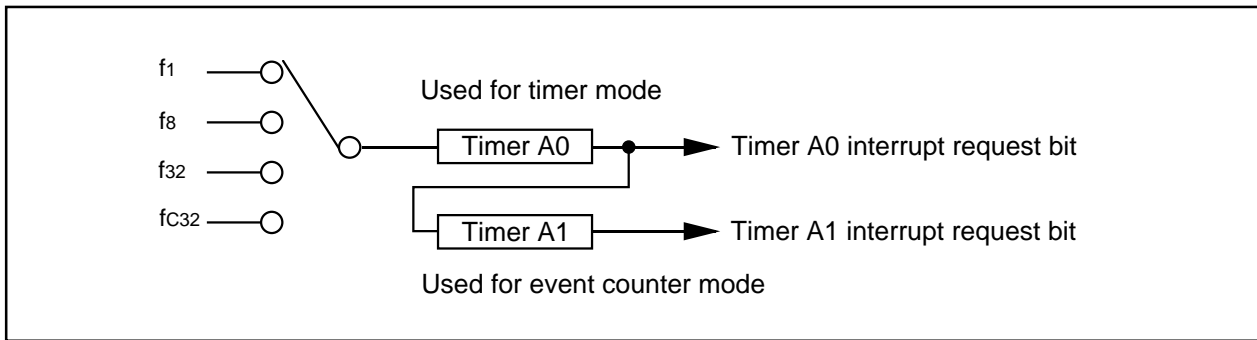 f1
Used for timer mode
f8
Timer A0
Timer A0 interrupt request bit
f32
fC32
Timer A1
Timer A1 interrupt request bit
Used for event counter mode